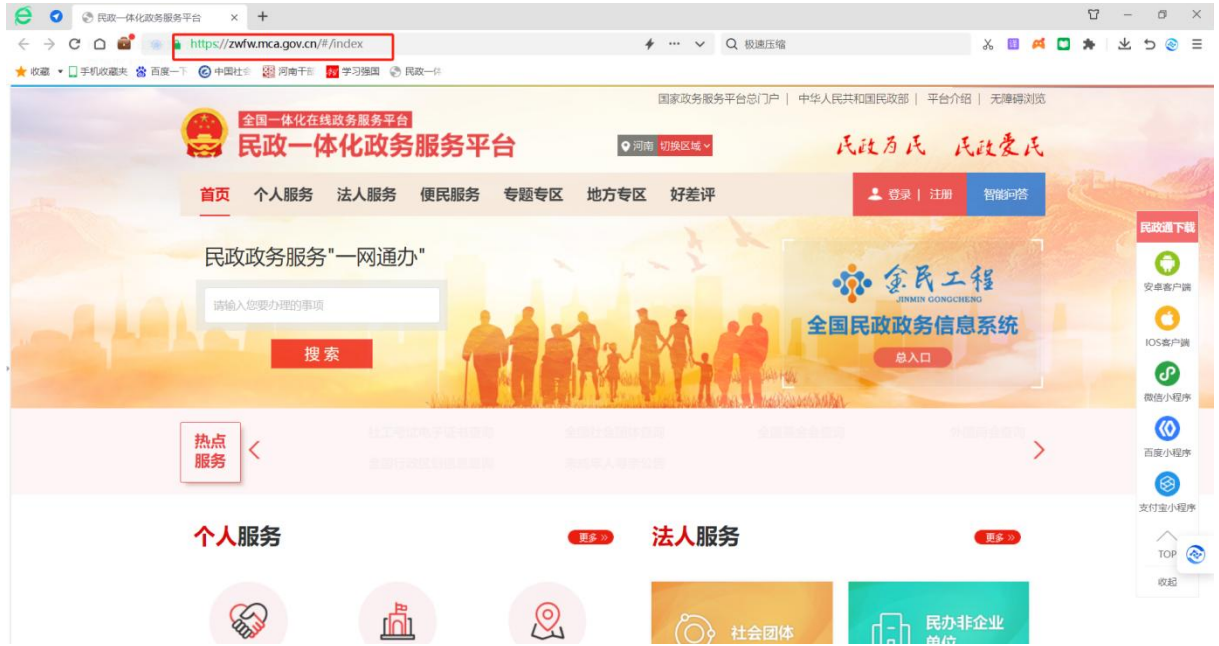 民政一体化政务服务平台
https://zwfw.mca.gov.cn/#/index
极速压缩
收藏 手机收藏夹 百度一下 中国社会 河南干部 学习强国 民政一体
国家政务服务平台总门户 | 中华人民共和国民政部 | 平台介绍 | 无障碍浏览
全国一体化在线政务服务平台
民政一体化政务服务平台
河南 切换区域
民政为民 民政爱民
首页 个人服务 法人服务 便民服务 专题专区 地方专区 好差评
登录 | 注册 智能问答
民政通下载
民政政务服务"一网通办"
请输入您要办理的事项
搜索
金民工程
JINMIN GONGCHENG
全国民政政务信息系统
总入口
安卓客户端
IOS客户端
微信小程序
百度小程序
支付宝小程序
TOP
收起
热点
服务
个人服务
更多 »
法人服务
更多 »
社会团体
民办非企业
单位